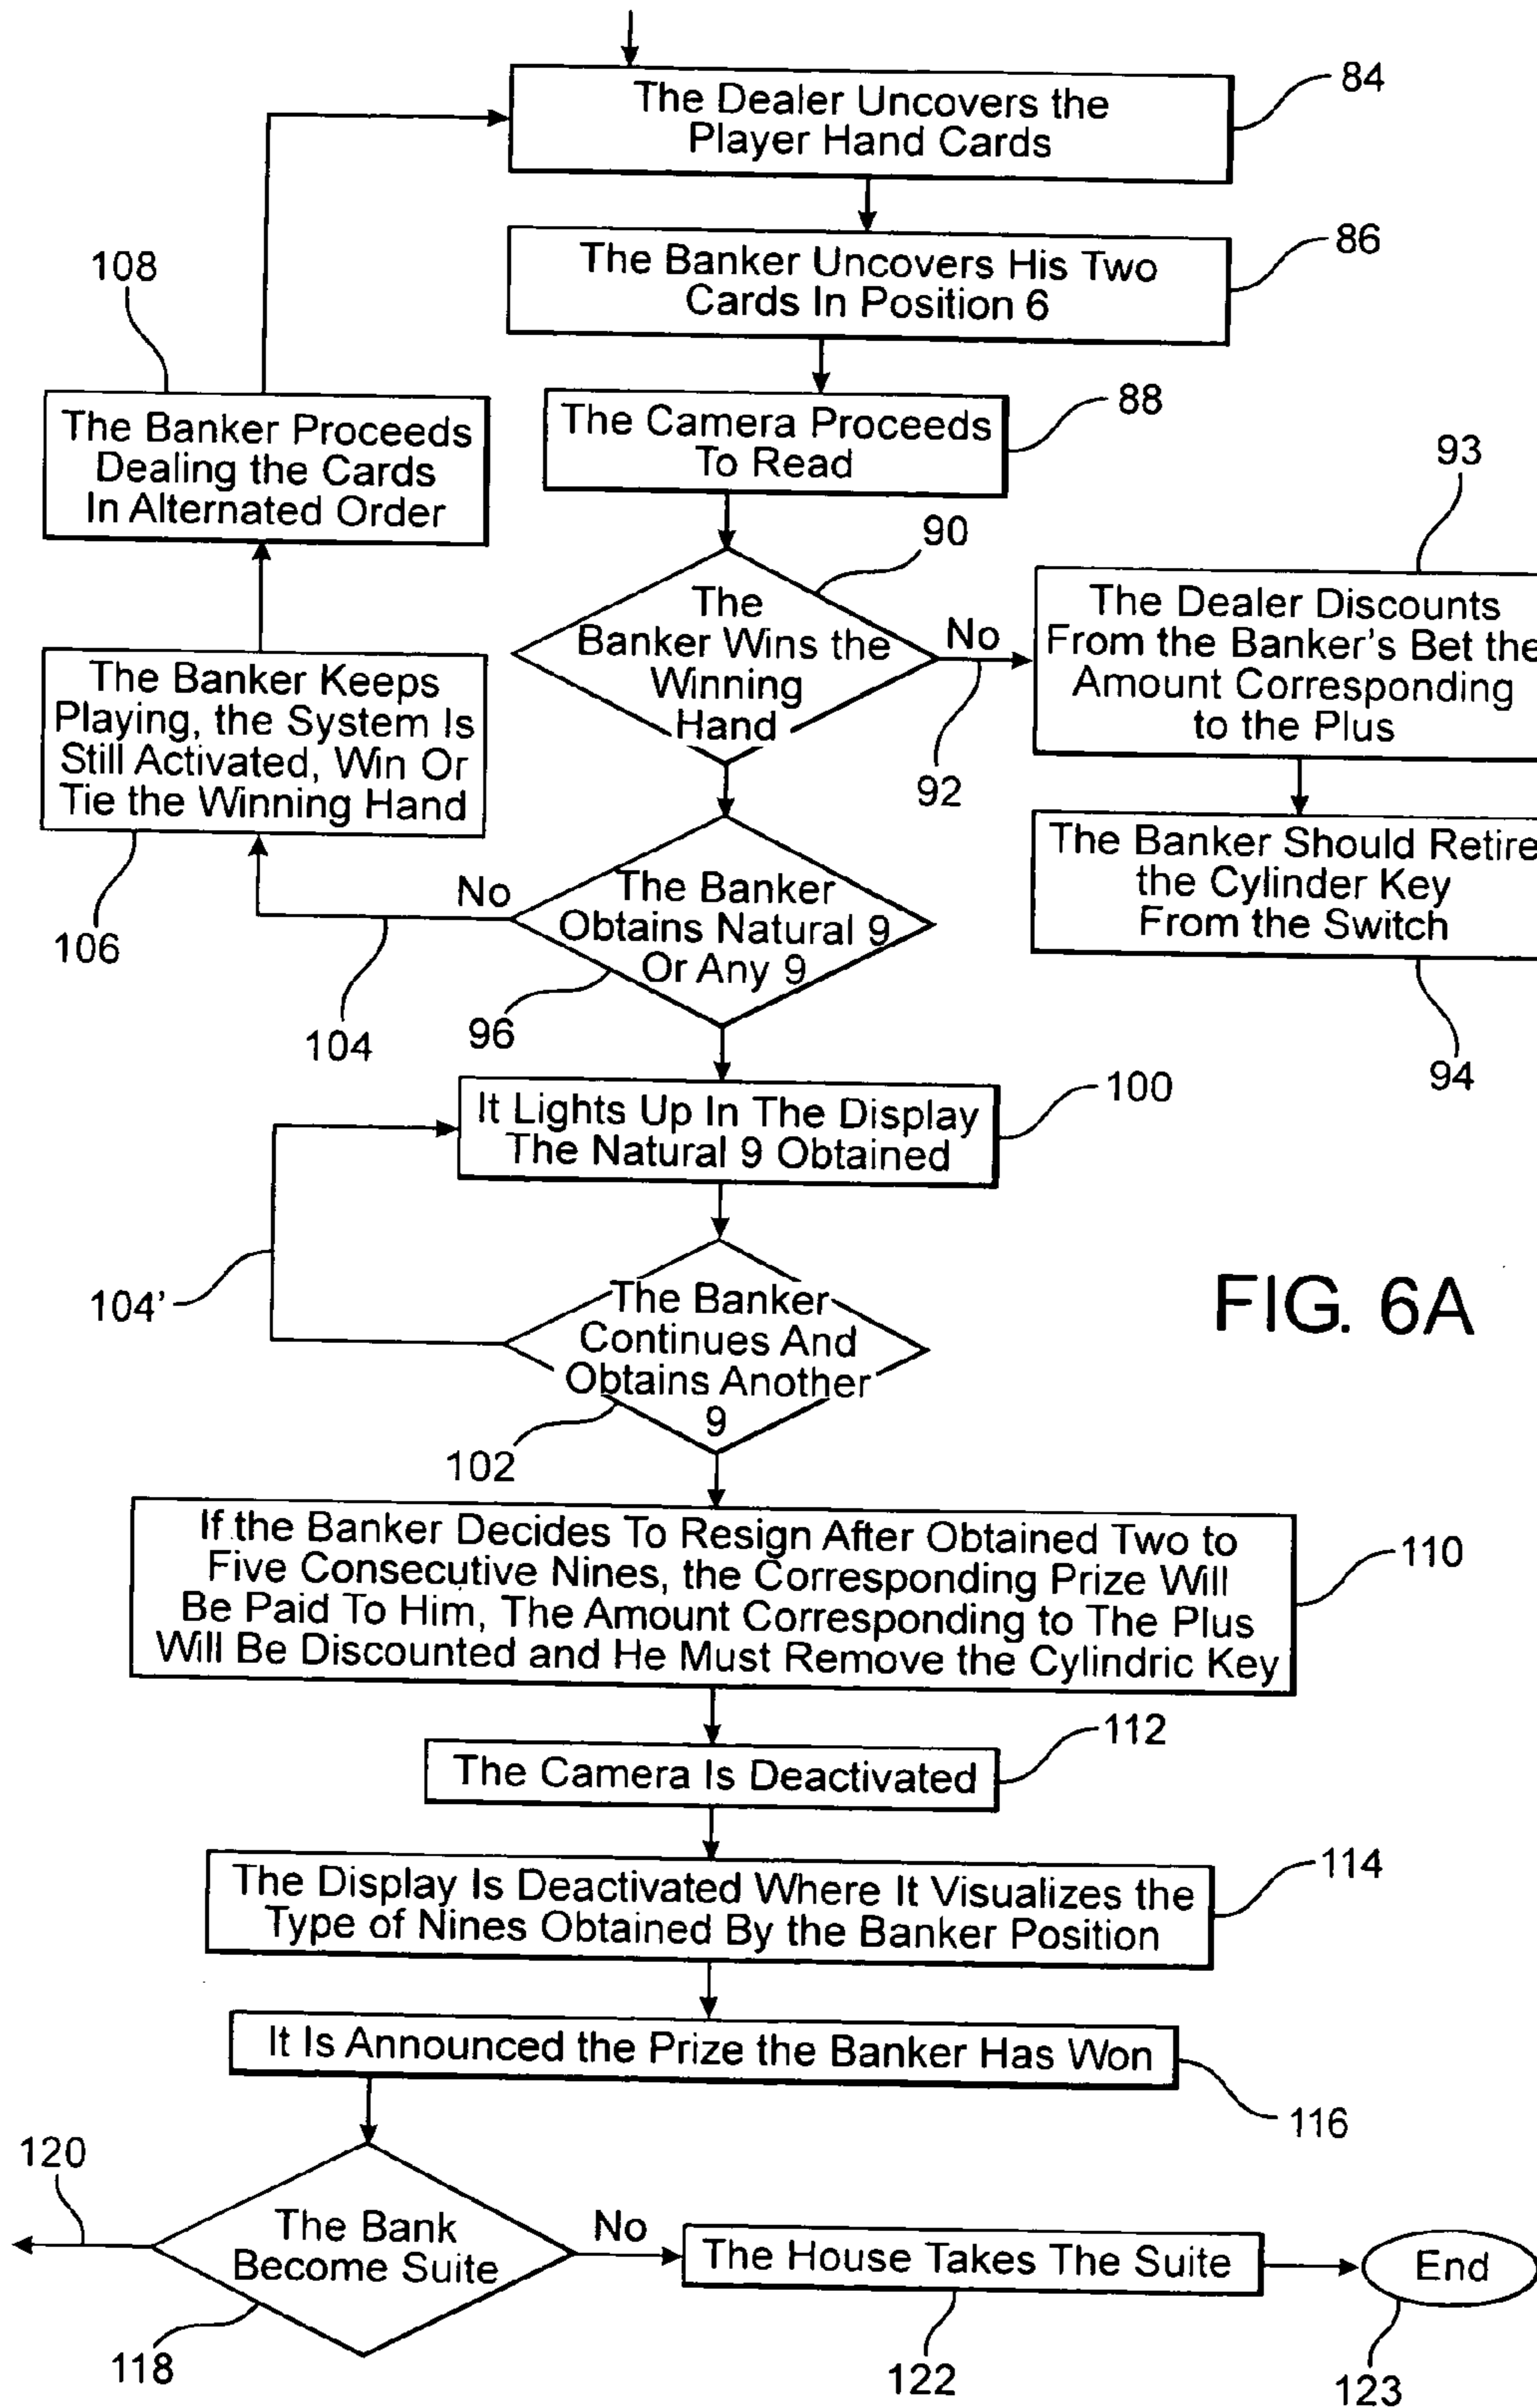 The Dealer Uncovers the
Player Hand Cards
84
The Banker Uncovers His Two
Cards In Position 6
86
108
The Banker Proceeds
Dealing the Cards
In Alternated Order
The Camera Proceeds
To Read
88
90
The
Banker Wins the
Winning
Hand
No
92
93
The Dealer Discounts
From the Banker's Bet the
Amount Corresponding
to the Plus
The Banker Keeps
Playing, the System Is
Still Activated, Win Or
Tie the Winning Hand
106
No
104
The Banker
Obtains Natural 9
Or Any 9
96
The Banker Should Retire
the Cylinder Key
From the Switch
94
It Lights Up In The Display
The Natural 9 Obtained
100
104'
The Banker
Continues And
Obtains Another
9
102
FIG. 6A
If the Banker Decides To Resign After Obtained Two to
Five Consecutive Nines, the Corresponding Prize Will
Be Paid To Him, The Amount Corresponding to The Plus
Will Be Discounted and He Must Remove the Cylindric Key
110
The Camera Is Deactivated
112
The Display Is Deactivated Where It Visualizes the
Type of Nines Obtained By the Banker Position
114
It Is Announced the Prize the Banker Has Won
116
120
The Bank
Become Suite
118
No
The House Takes The Suite
122
End
123